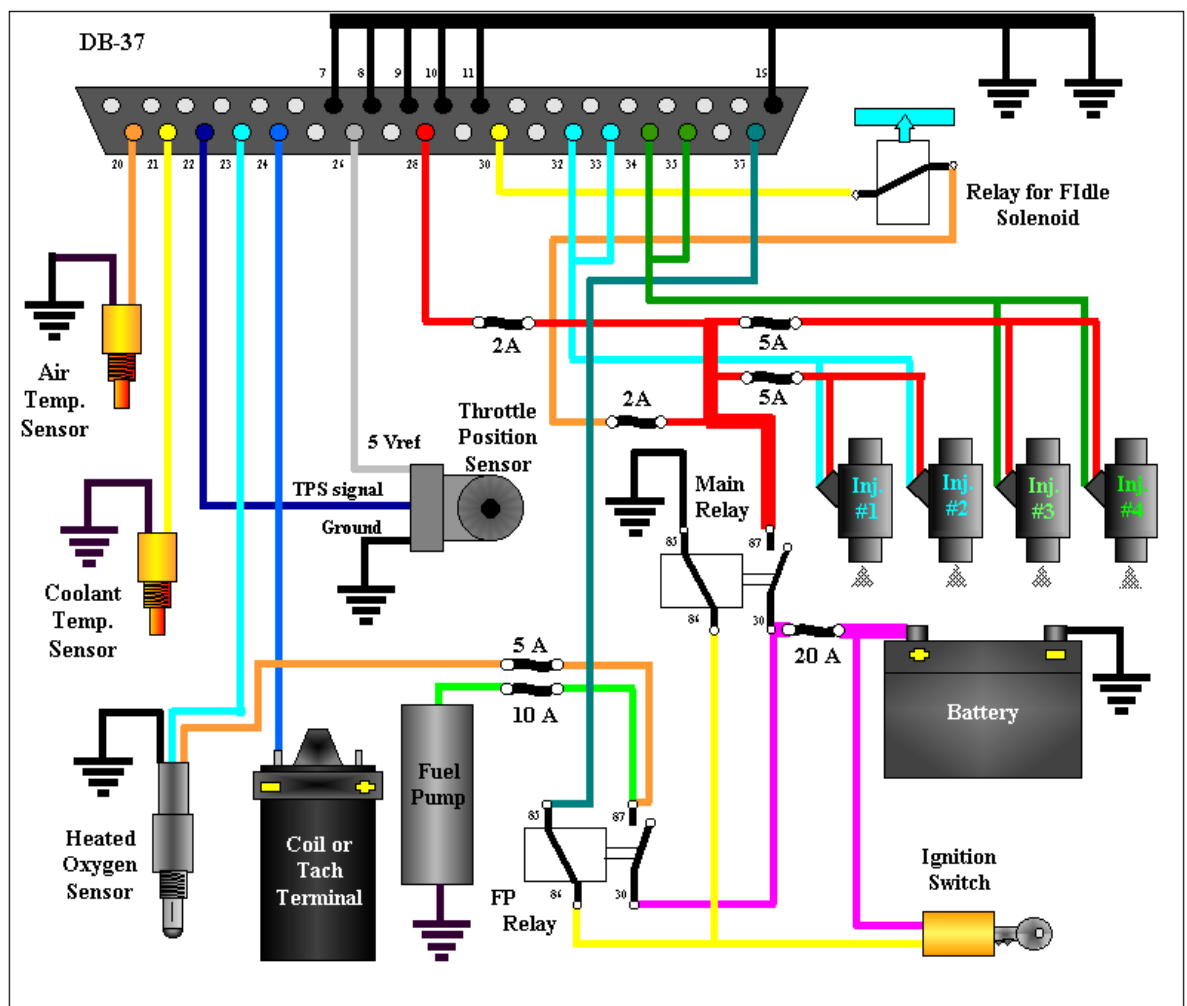 DB-37
7
8
9
10
11
19
20
21
22
23
24
26
28
30
32
33
34
35
37
Relay for FIdle
Solenoid
Air
Temp.
Sensor
2A
5A
5A
2A
Throttle
Position
Sensor
5 Vref
TPS signal
Ground
Main
Relay
85
87
86
30
Inj.
#1
Inj.
#2
Inj.
#3
Inj.
#4
Coolant
Temp.
Sensor
20 A
Battery
5 A
10 A
Fuel
Pump
Heated
Oxygen
Sensor
Coil or
Tach
Terminal
85
87
86
30
FP
Relay
Ignition
Switch